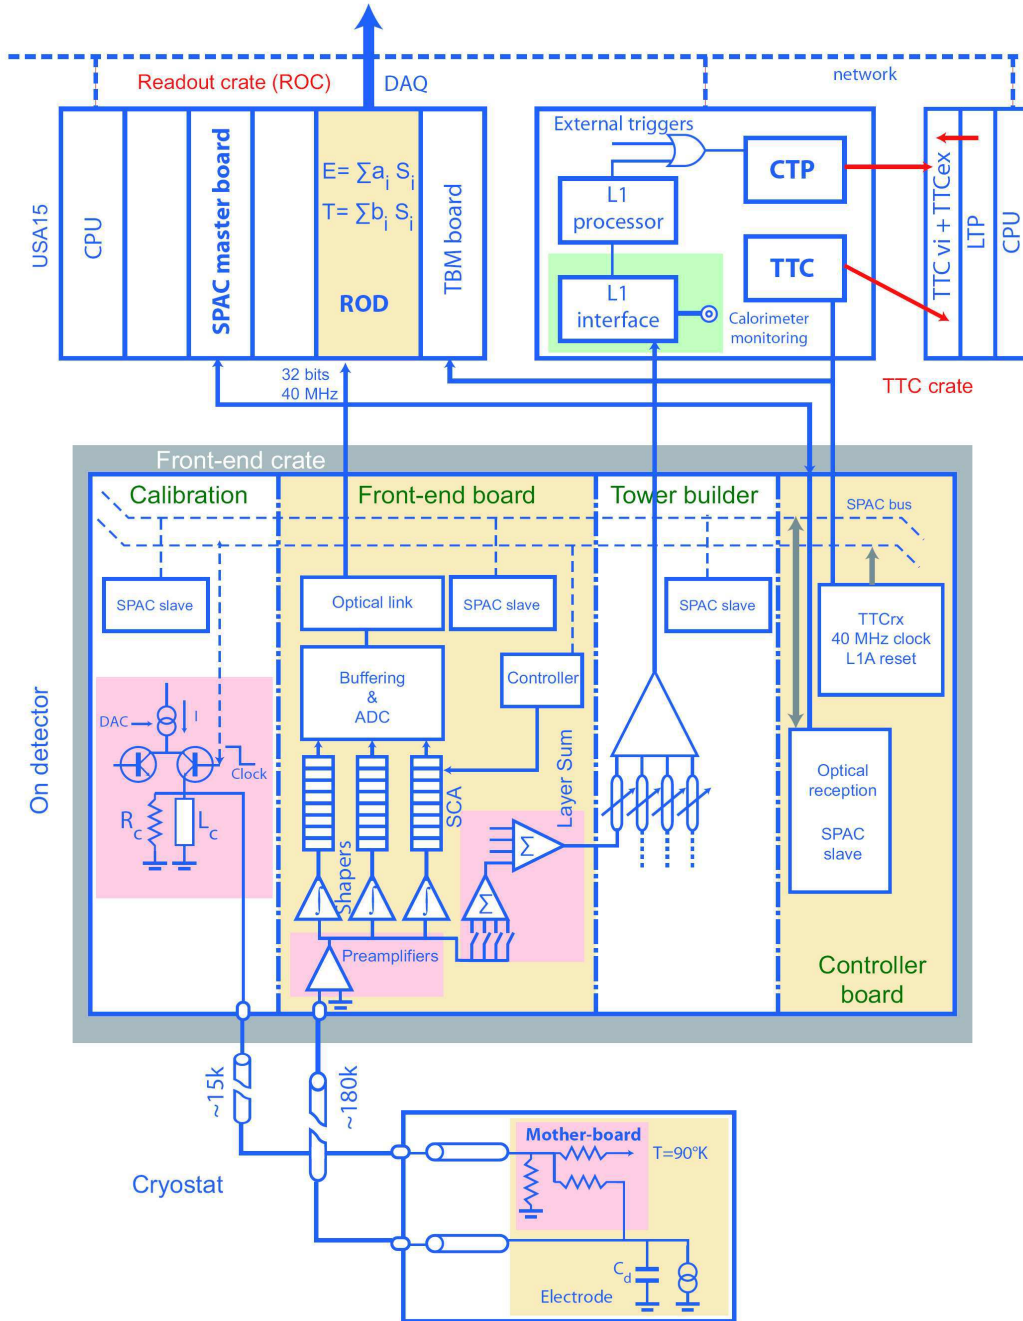 network
Readout crate (ROC)
DAQ
USA15
CPU
SPAC master board
E= ∑a_i S_i
T= ∑b_i S_i
ROD
TBM board
External triggers
L1
processor
L1
interface
CTP
TTC
Calorimeter
monitoring
TTC vi + TTCex
LTP
CPU
TTC crate
32 bits
40 MHz
Front-end crate
Calibration
Front-end board
Tower builder
SPAC bus
SPAC slave
Optical link
SPAC slave
SPAC slave
TTCrx
40 MHz clock
L1A reset
On detector
DAC
I
Clock
R_c
L_c
Buffering
&
ADC
Controller
SCA
Shapers
Layer Sum
∑
∑
∫
∫
∫
Preamplifiers
Optical
reception
SPAC
slave
Controller
board
~15k
~180k
Cryostat
Mother-board
T=90°K
C_d
Electrode